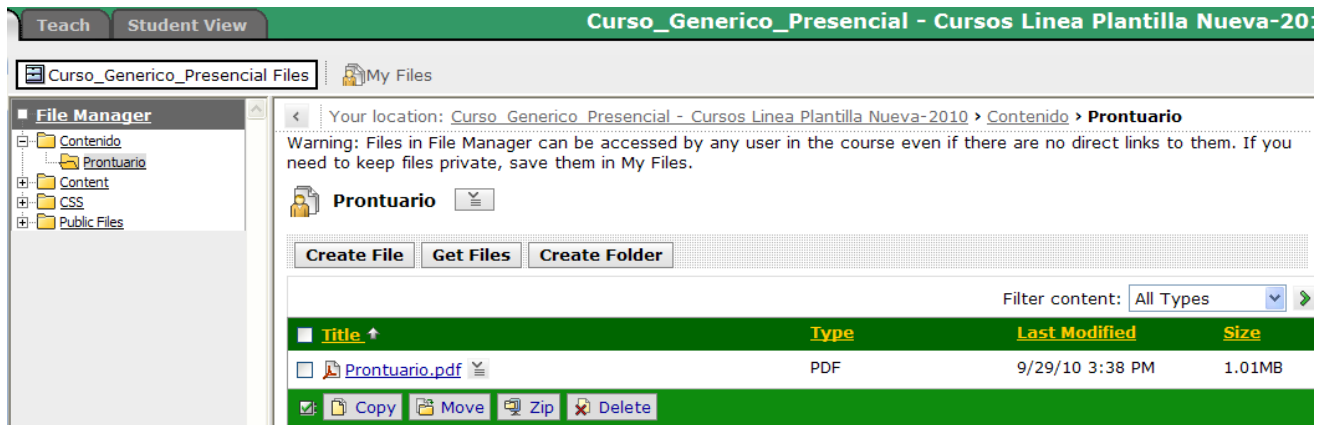 Teach Student View Curso_Generico_Presencial - Cursos Linea Plantilla Nueva-20
Curso_Generico_Presencial Files My Files
File Manager
Contenido
Prontuario
Content
CSS
Public Files
Your location: Curso_Generico_Presencial - Cursos Linea Plantilla Nueva-2010 › Contenido › Prontuario
Warning: Files in File Manager can be accessed by any user in the course even if there are no direct links to them. If you
need to keep files private, save them in My Files.
Prontuario
Create File Get Files Create Folder
Filter content: All Types
Title Type Last Modified Size
Prontuario.pdf PDF 9/29/10 3:38 PM 1.01MB
Copy Move Zip Delete